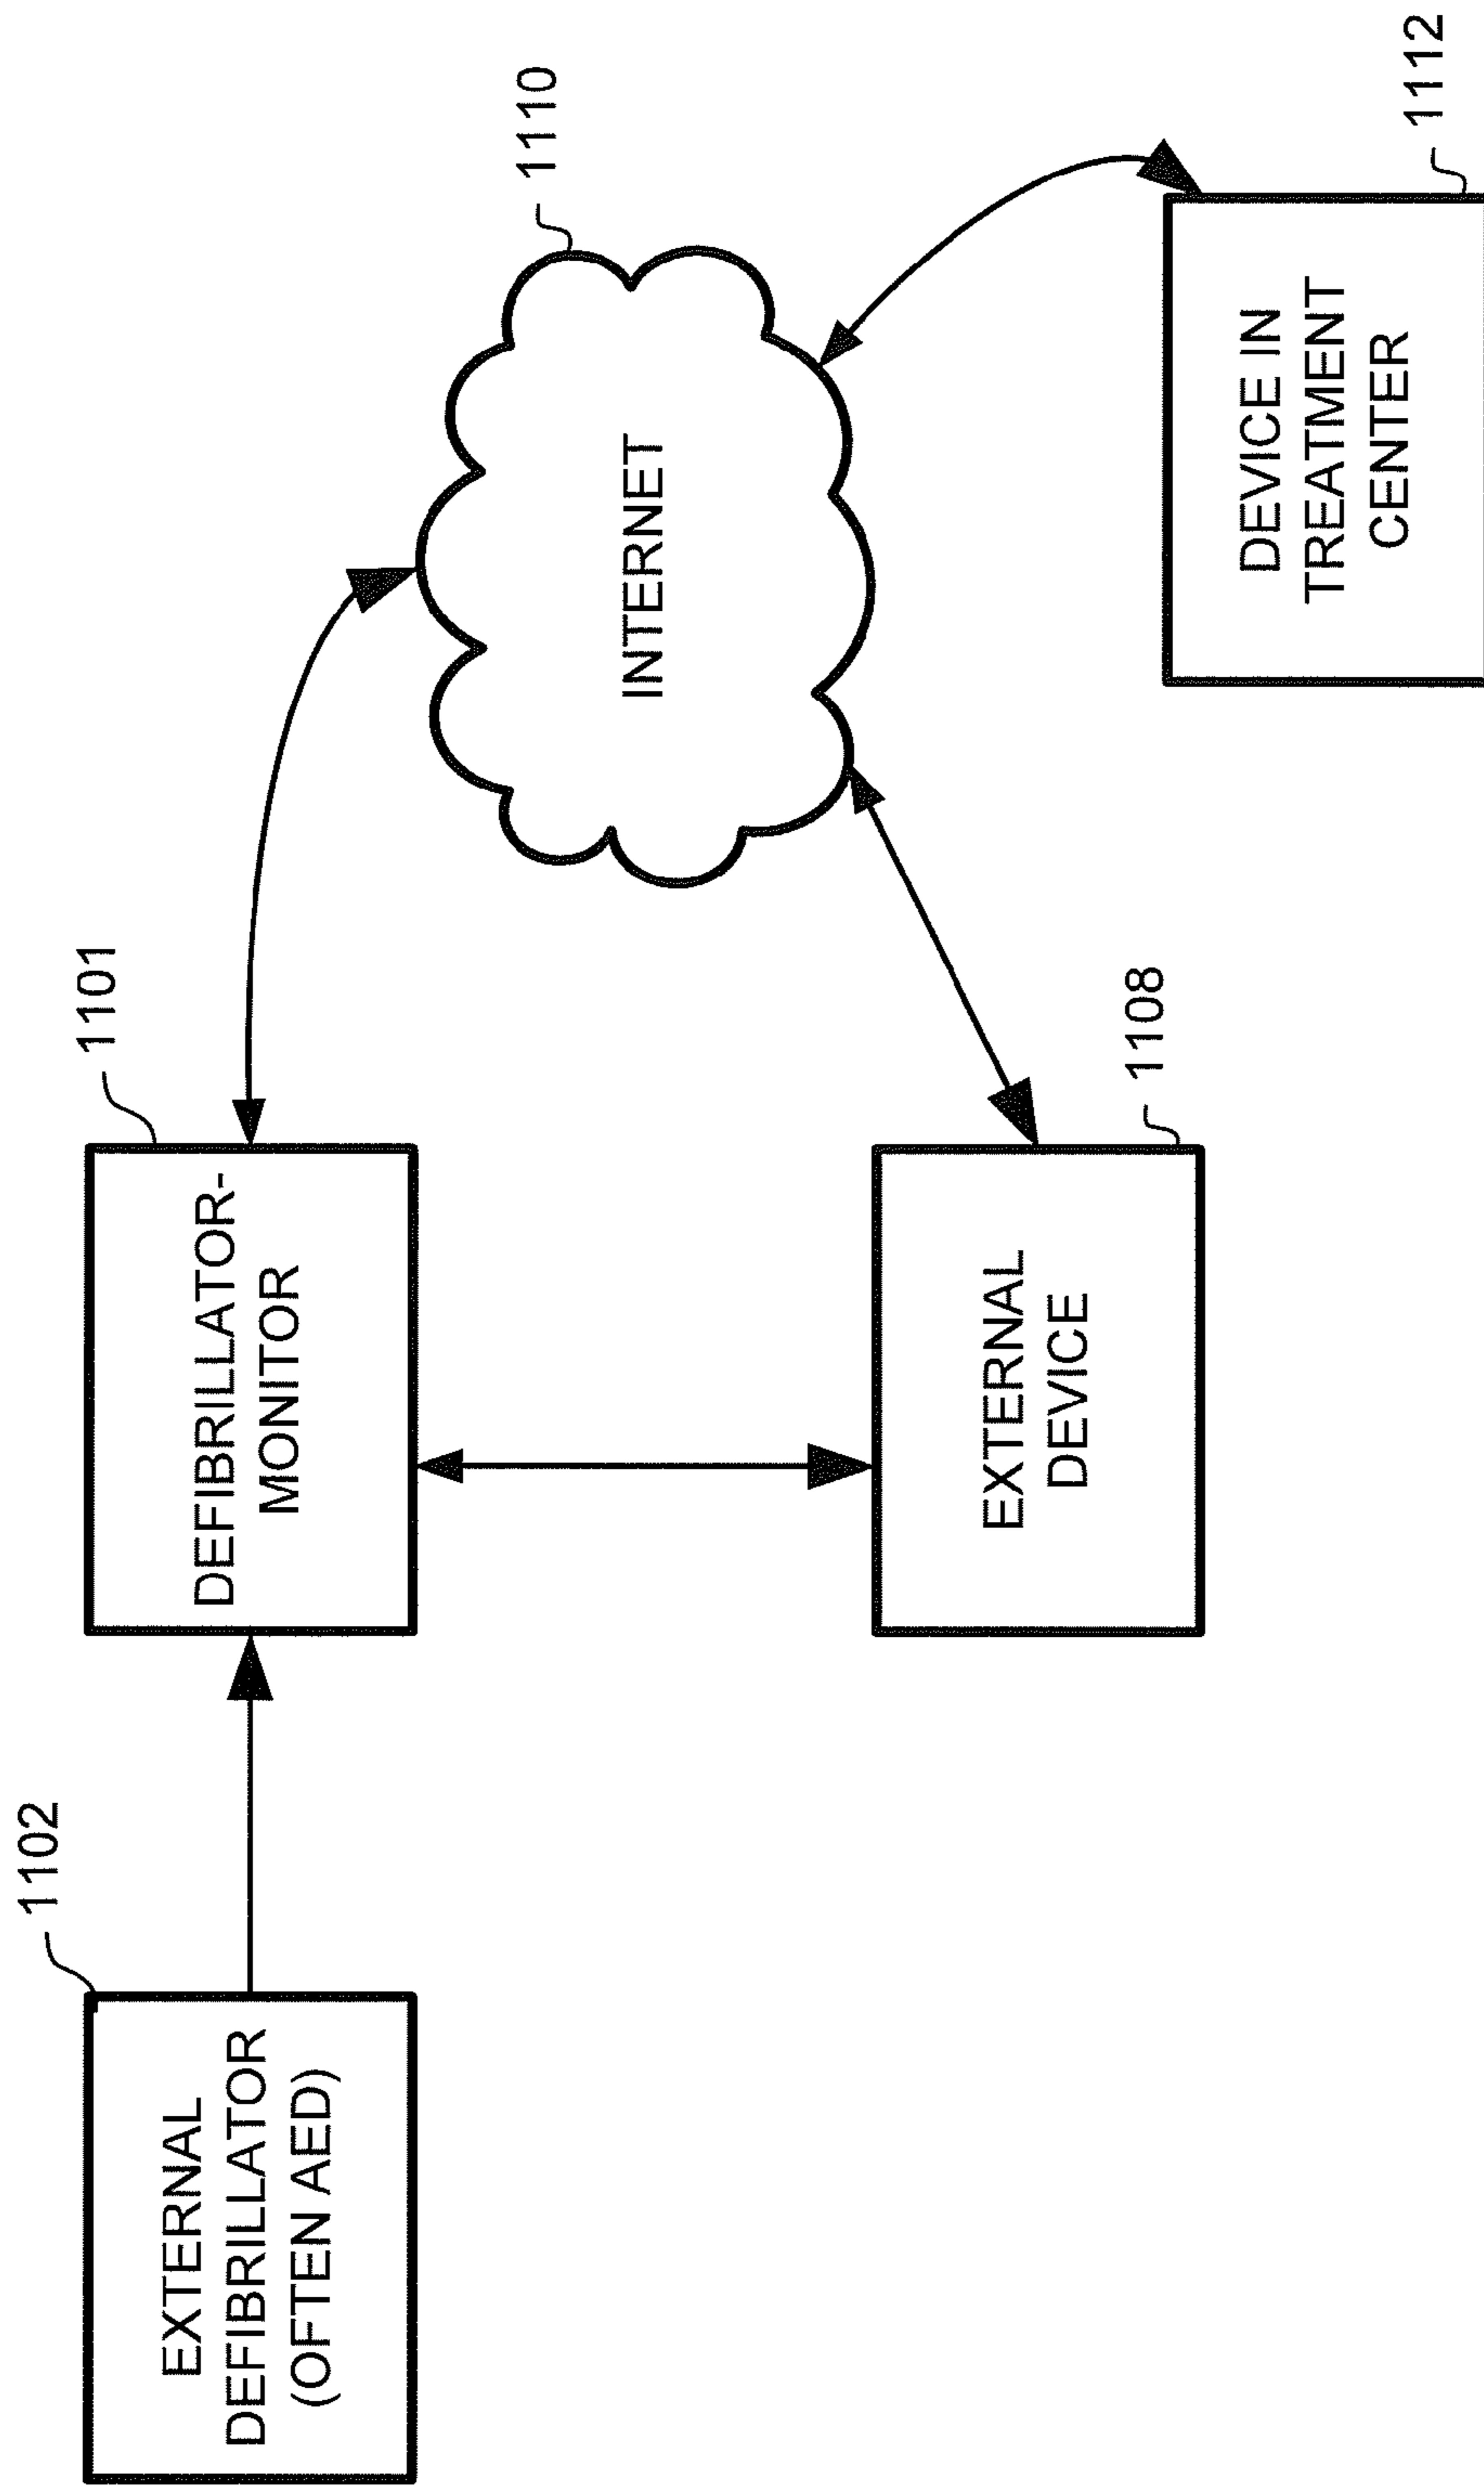 1102
EXTERNAL
DEFIBRILLATOR
(OFTEN AED)
1101
DEFIBRILLATOR-
MONITOR
1110
INTERNET
1108
EXTERNAL
DEVICE
1112
DEVICE IN
TREATMENT
CENTER